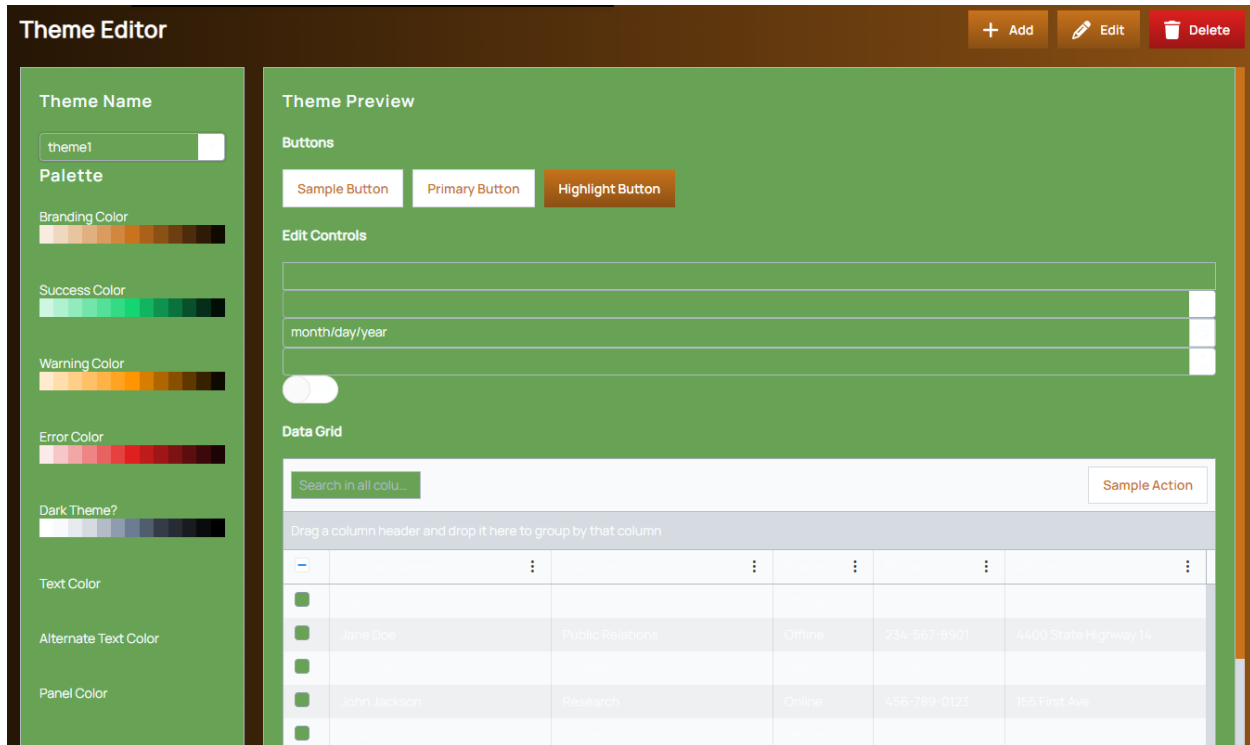 Theme Editor
Add
Edit
Delete
Theme Name
theme1
Palette
Branding Color
Success Color
Warning Color
Error Color
Dark Theme?
Text Color
Alternate Text Color
Panel Color
Theme Preview
Buttons
Sample Button
Primary Button
Highlight Button
Edit Controls
month/day/year
Data Grid
Search in all colu...
Sample Action
Drag a column header and drop it here to group by that column
Jane Doe Public Relations Offline 234-567-8901 4400 State Highway 14
John Jackson Research Online 456-789-0123 155 First Ave